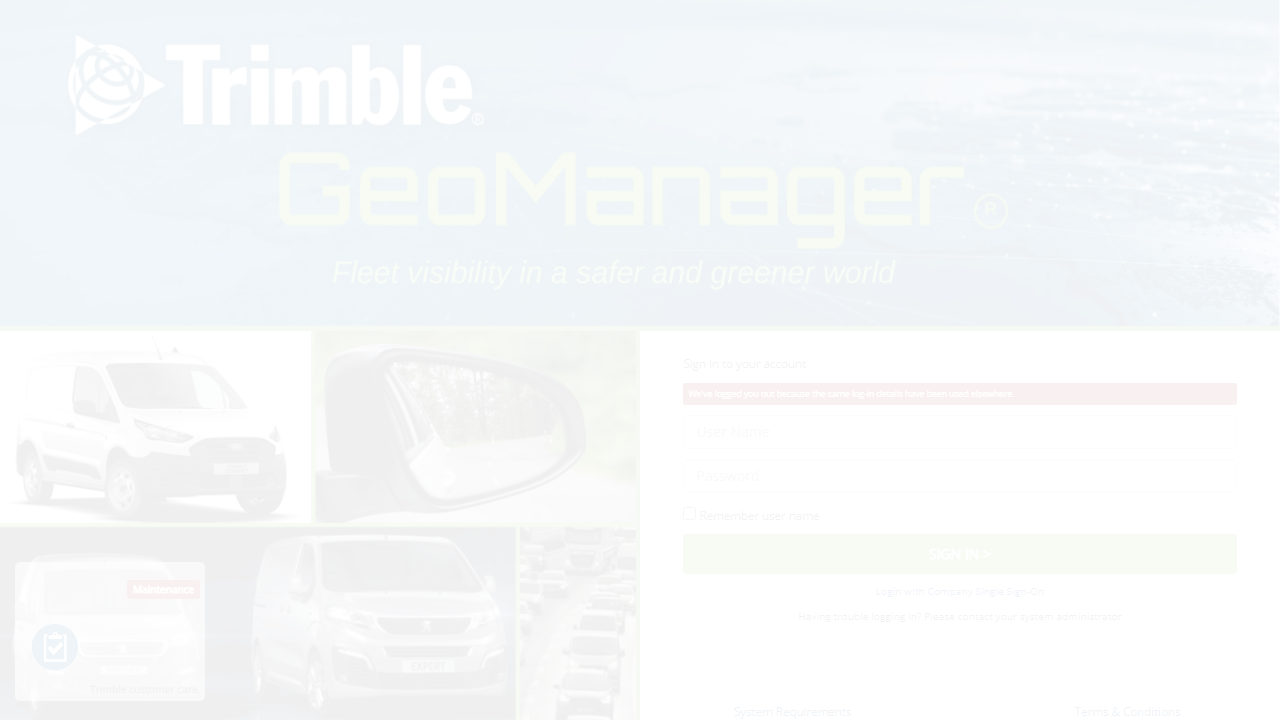 Trimble®
GeoManager®
Fleet visibility in a safer and greener world
Sign in to your account
We've logged you out because the same log-in details have been used elsewhere.
User Name
Password
Remember user name
SIGN IN >
Login with Company Single Sign-On
Having trouble logging in? Please contact your system administrator
Maintenance
Trimble customer care
EXPERT
System Requirements
Terms & Conditions